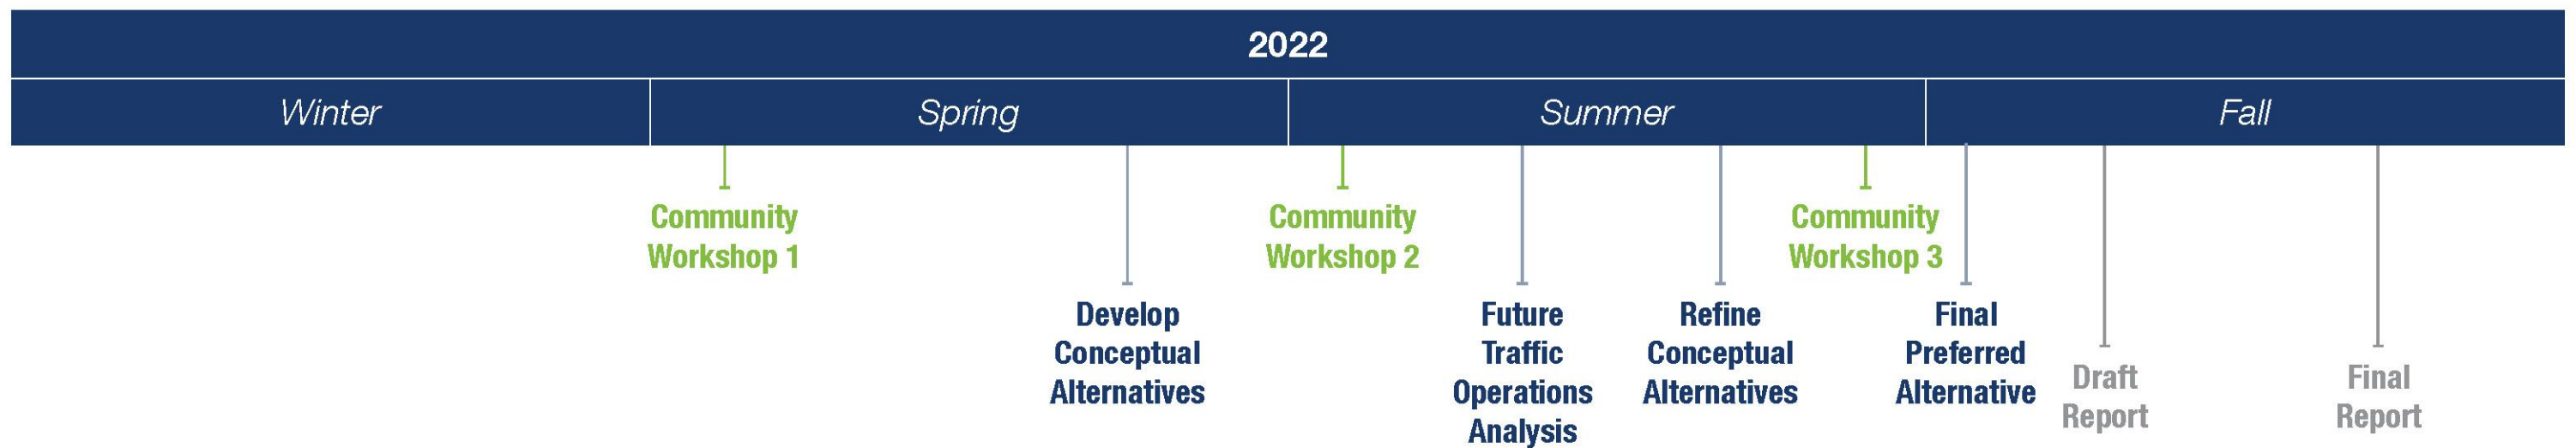 2022
Winter
Spring
Summer
Fall
Community
Workshop 1
Develop
Conceptual
Alternatives
Community
Workshop 2
Future
Traffic
Operations
Analysis
Refine
Conceptual
Alternatives
Community
Workshop 3
Final
Preferred
Alternative
Draft
Report
Final
Report